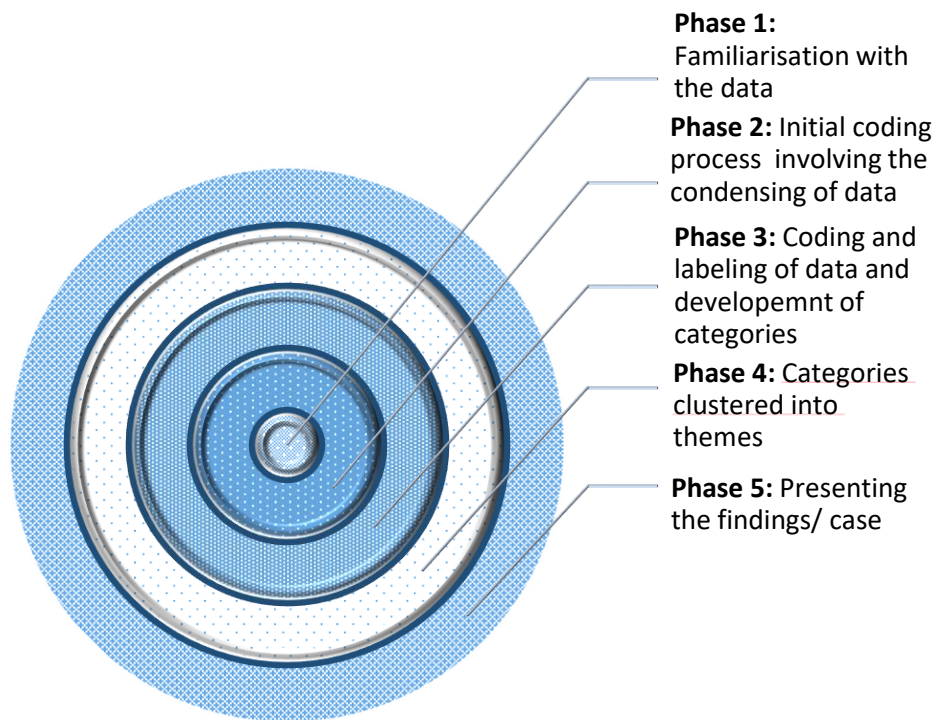 Phase 1:
Familiarisation with
the data
Phase 2: Initial coding
process  involving the
condensing of data
Phase 3: Coding and
labeling of data and
developemnt of
categories
Phase 4: Categories
clustered into
themes
Phase 5: Presenting
the findings/ case